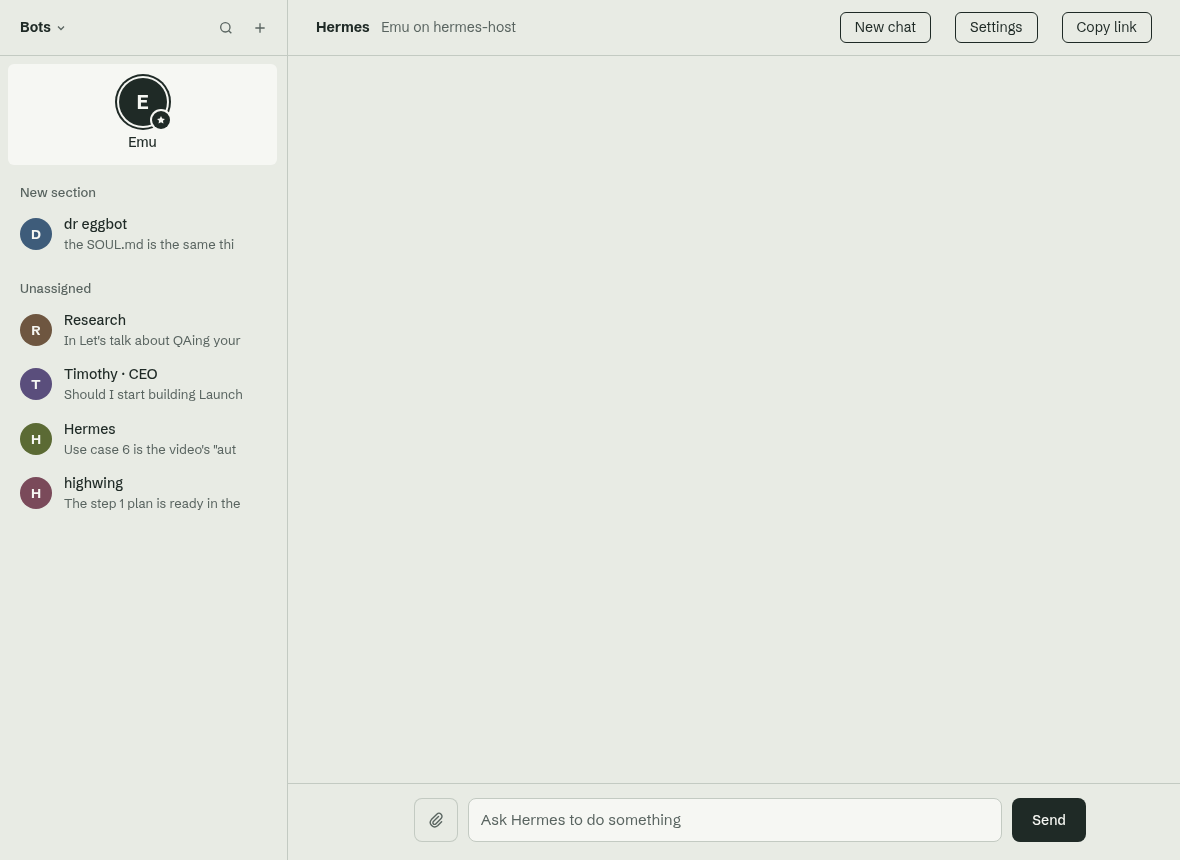 Bots
Hermes Emu on hermes-host
New chat
Settings
Copy link
E
Emu
New section
D
dr eggbot
the SOUL.md is the same thi
Unassigned
R
Research
In Let's talk about QAing your
T
Timothy · CEO
Should I start building Launch
H
Hermes
Use case 6 is the video's "aut
H
highwing
The step 1 plan is ready in the
Ask Hermes to do something
Send